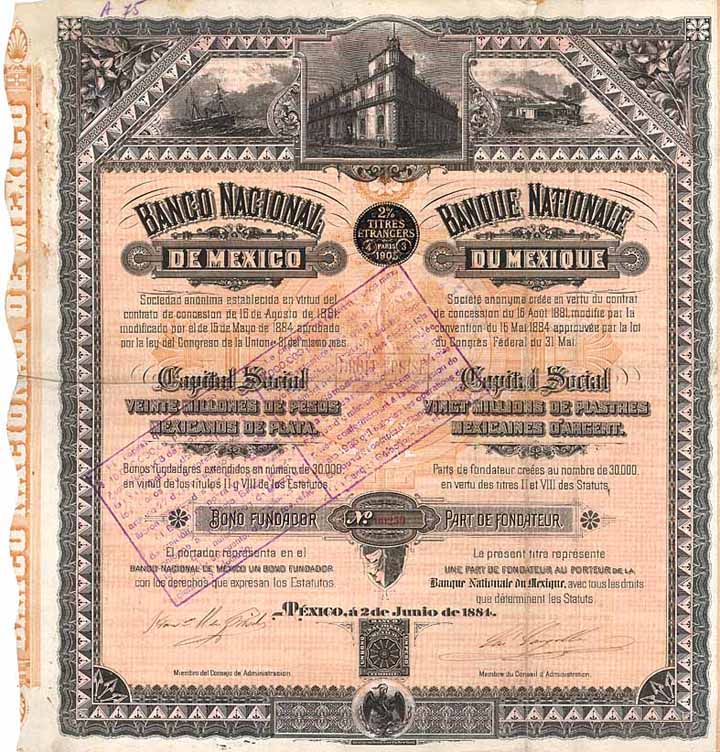 A 75
BANCO NACIONAL
DE MEXICO
Sociedad anónima establecida en virtud del
contrato de concesion de 16 de Agosto de 1881,
modificado por el de 15 de Mayo de 1884, aprobado
por la ley del Congreso de la Union e 31 del mismo mes.
Capital Social
VEINTE MILLONES DE PESOS
MEXICANOS DE PLATA.
Bonos fundadores extendidos en número de 30.000,
en virtud de los títulos II y VIII de los Estatutos.
2%
TITRES
ETRANGERS
4 PARIS 3
1905
BANQUE NATIONALE
DU MEXIQUE
Société anonyme créée en vertu du contrat
de concession du 16 Août 1881, modifié par la
convention du 15 Mai 1884 approuvée par la loi
du Congrès Fédéral du 31 Mai.
Capital Social
VINGT MILLIONS DE PIASTRES
MEXICAINES D'ARGENT.
Parts de fondateur créées au nombre de 30.000,
en vertu des titres II et VIII des Statuts.
BONO FUNDADOR
No.
PART DE FONDATEUR.
El portador representa en el
BANCO NACIONAL DE MÉXICO UN BONO FUNDADOR
con los derechos que expresan los Estatutos.
Le present titre représente
UNE PART DE FONDATEUR AU PORTEUR DE LA
Banque Nationale du Mexique, avec tous les droits
que déterminent les Statuts.
MÉXICO, á 2 de Junio de 1884.
Miembro del Consejo de Administracion.
Membre du Conseil d'Administration.
BANCO NACIONAL DE MEXICO